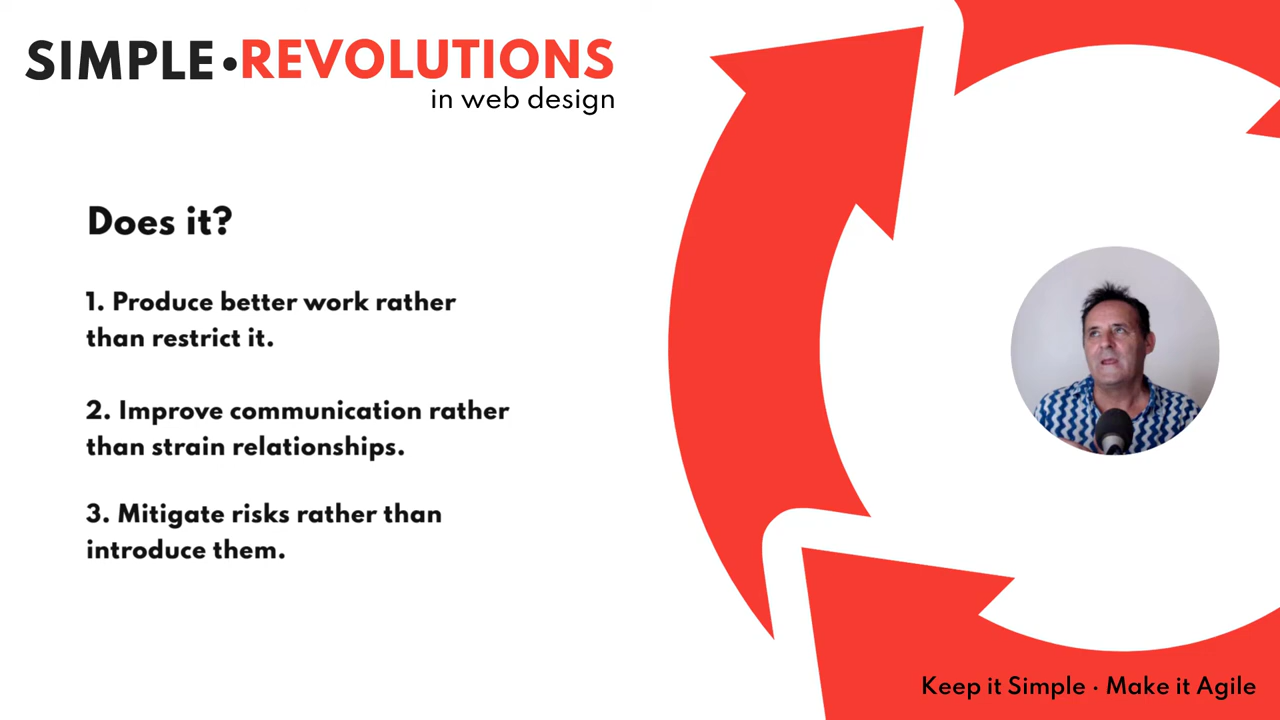 SIMPLE•REVOLUTIONS
in web design
Does it?
1. Produce better work rather
than restrict it.
2. Improve communication rather
than strain relationships.
3. Mitigate risks rather than
introduce them.
Keep it Simple · Make it Agile